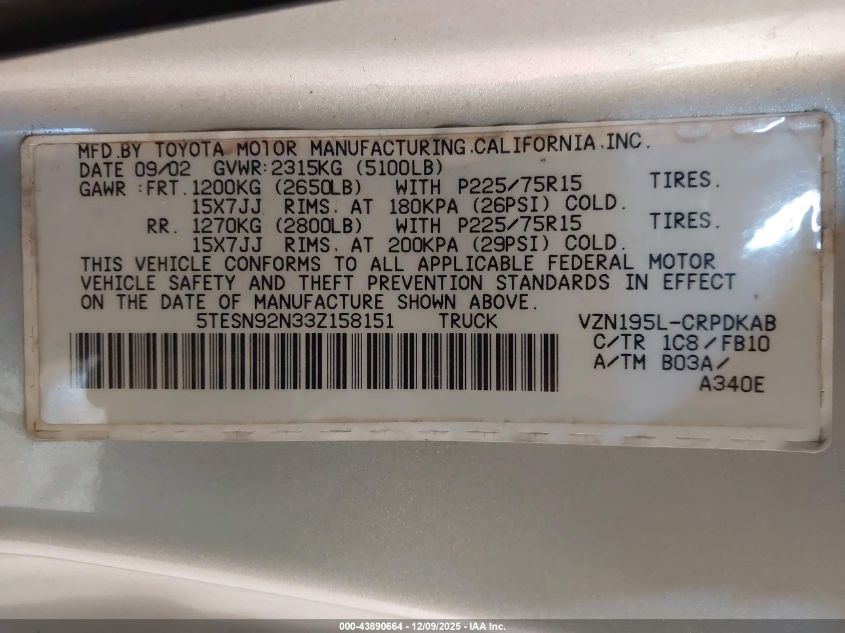 MFD.BY TOYOTA MOTOR MANUFACTURING.CALIFORNIA.INC.
DATE 09/02 GVWR:2315KG (5100LB)
GAWR :FRT.1200KG (2650LB) WITH P225/75R15 TIRES.
15X7JJ RIMS. AT 180KPA (26PSI) COLD.
RR. 1270KG (2800LB) WITH P225/75R15 TIRES.
15X7JJ RIMS. AT 200KPA (29PSI) COLD.
THIS VEHICLE CONFORMS TO ALL APPLICABLE FEDERAL MOTOR
VEHICLE SAFETY AND THEFT PREVENTION STANDARDS IN EFFECT
ON THE DATE OF MANUFACTURE SHOWN ABOVE.
5TESN92N33Z158151 TRUCK VZN195L-CRPDKAB
C/TR 1C8/FB10
A/TM B03A/
A340E
000-43890664 - 12/09/2025 - IAA Inc.